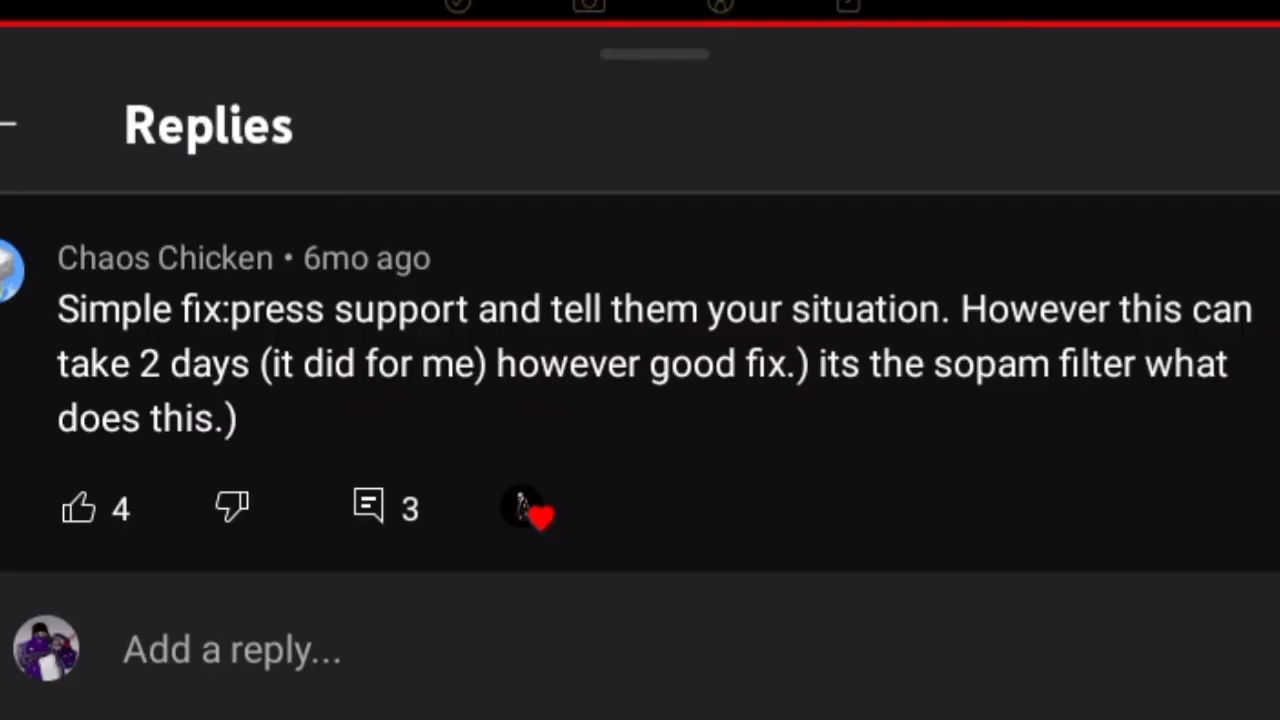 Replies
Chaos Chicken • 6mo ago
Simple fix:press support and tell them your situation. However this can
take 2 days (it did for me) however good fix.) its the sopam filter what
does this.)
4 3
Add a reply...